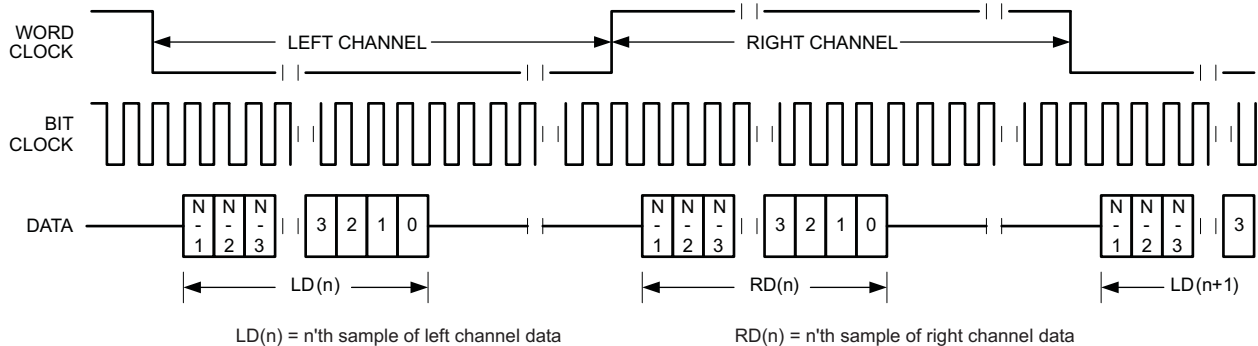 WORD
CLOCK
LEFT CHANNEL
RIGHT CHANNEL
BIT
CLOCK
DATA
N-1 N-2 N-3 3 2 1 0
N-1 N-2 N-3 3 2 1 0
N-1 N-2 N-3 3
LD(n)
RD(n)
LD(n+1)
LD(n) = n'th sample of left channel data
RD(n) = n'th sample of right channel data